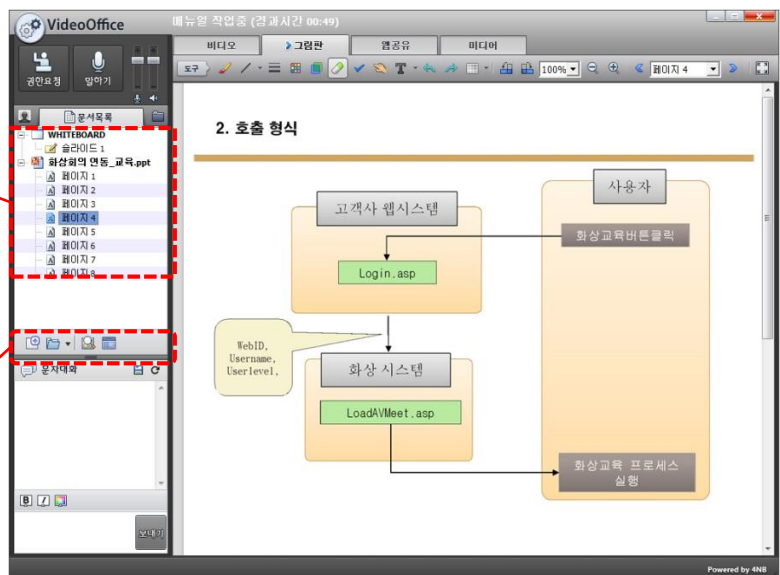 VideoOffice
메뉴얼 작업중 (경과시간 00:49)
비디오
그림판
웹공유
미디어
권한요청
말하기
도구
T
100%
페이지 4
문서목록
WHITEBOARD
슬라이드 1
화상회의 연동_교육.ppt
페이지 1
페이지 2
페이지 3
페이지 4
페이지 5
페이지 6
페이지 7
페이지 8
문자대화
B
I
보내기
2. 호출 형식
고객사 웹시스템
Login.asp
WebID,
Username,
Userlevel,
화상 시스템
LoadAVMeet.asp
사용자
화상교육버튼클릭
화상교육 프로세스
실행
Powered by 4NB